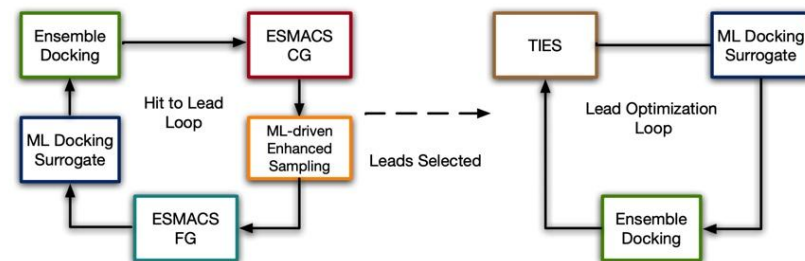 Ensemble
Docking
ESMACS
CG
Hit to Lead
Loop
ML Docking
Surrogate
ML-driven
Enhanced
Sampling
ESMACS
FG
Leads Selected
TIES
ML Docking
Surrogate
Lead Optimization
Loop
Ensemble
Docking